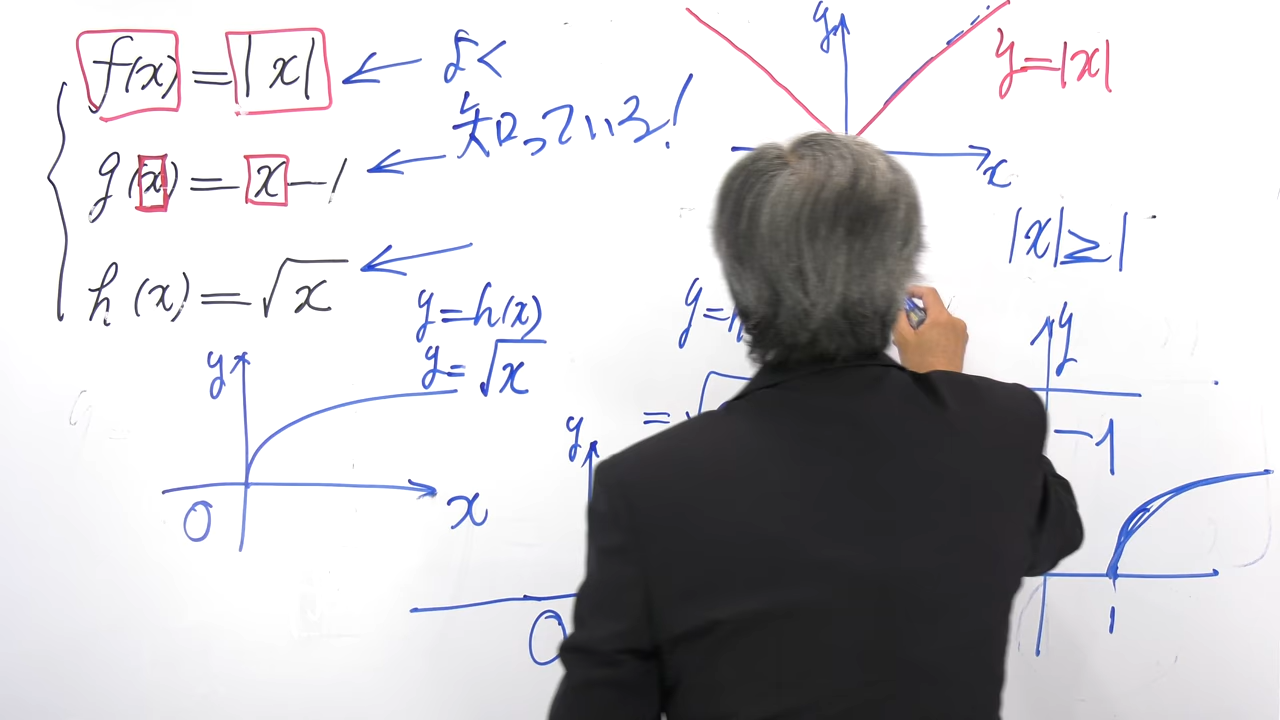 f(x) = |x|
よく
知っている!
g(x) = x − 1
h(x) = √x
y = h(x)
y = √x
y
x
O
y
x
y = |x|
|x| ≥ 1
y =
= √
y
O
y
−1
1